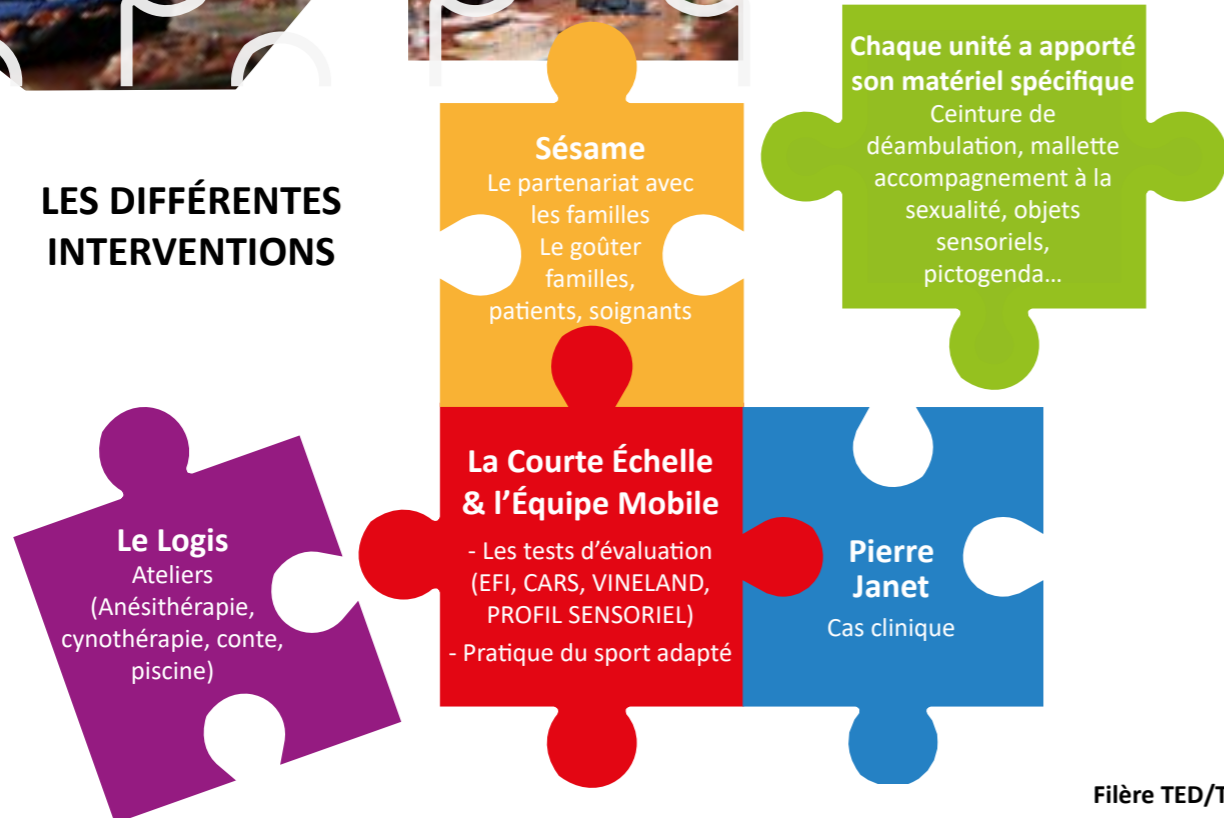 LES DIFFÉRENTES
INTERVENTIONS
Sésame
Le partenariat avec
les familles
Le goûter
familles,
patients, soignants
Chaque unité a apporté
son matériel spécifique
Ceinture de
déambulation, mallette
accompagnement à la
sexualité, objets
sensoriels,
pictogenda...
Le Logis
Ateliers
(Anésithérapie,
cynothérapie, conte,
piscine)
La Courte Échelle
& l'Équipe Mobile
- Les tests d'évaluation
(EFI, CARS, VINELAND,
PROFIL SENSORIEL)
- Pratique du sport adapté
Pierre
Janet
Cas clinique
Filère TED/T